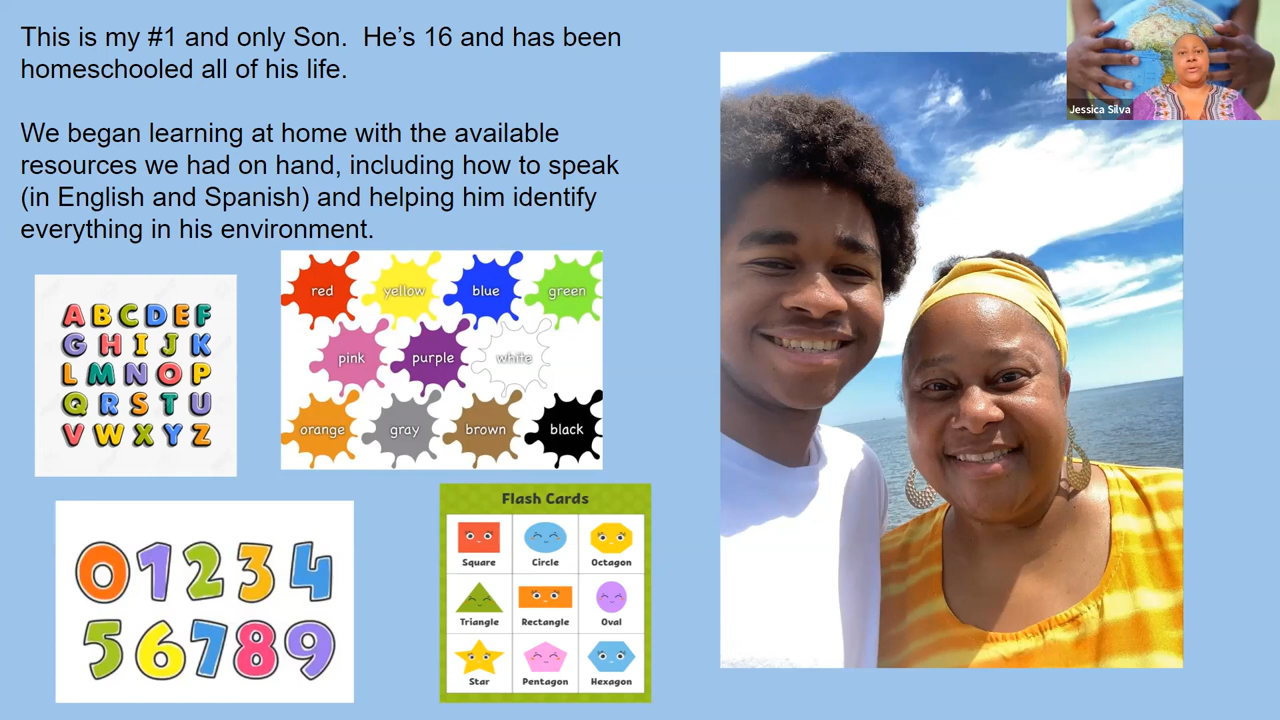 This is my #1 and only Son.  He's 16 and has been
homeschooled all of his life.
We began learning at home with the available
resources we had on hand, including how to speak
(in English and Spanish) and helping him identify
everything in his environment.
Jessica Silva
A B C D E F
G H I J K
L M N O P
Q R S T U
V W X Y Z
red yellow blue green
pink purple white
orange gray brown black
0 1 2 3 4
5 6 7 8 9
Flash Cards
Square Circle Octagon
Triangle Rectangle Oval
Star Pentagon Hexagon